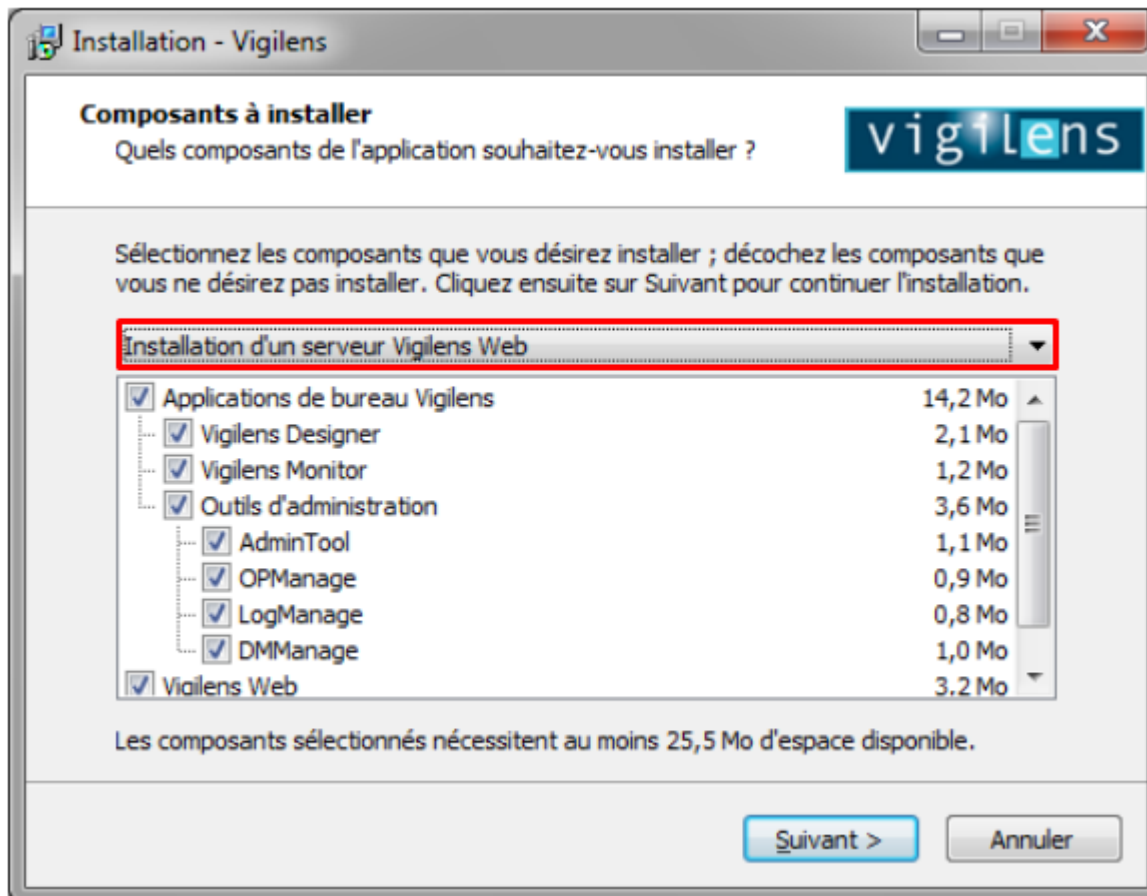 Installation - Vigilens
Composants à installer
Quels composants de l'application souhaitez-vous installer ?
vigilens
Sélectionnez les composants que vous désirez installer ; décochez les composants que
vous ne désirez pas installer. Cliquez ensuite sur Suivant pour continuer l'installation.
Installation d'un serveur Vigilens Web
Applications de bureau Vigilens 14,2 Mo
Vigilens Designer 2,1 Mo
Vigilens Monitor 1,2 Mo
Outils d'administration 3,6 Mo
AdminTool 1,1 Mo
OPManage 0,9 Mo
LogManage 0,8 Mo
DMManage 1,0 Mo
Vigilens Web 3,2 Mo
Les composants sélectionnés nécessitent au moins 25,5 Mo d'espace disponible.
Suivant > Annuler